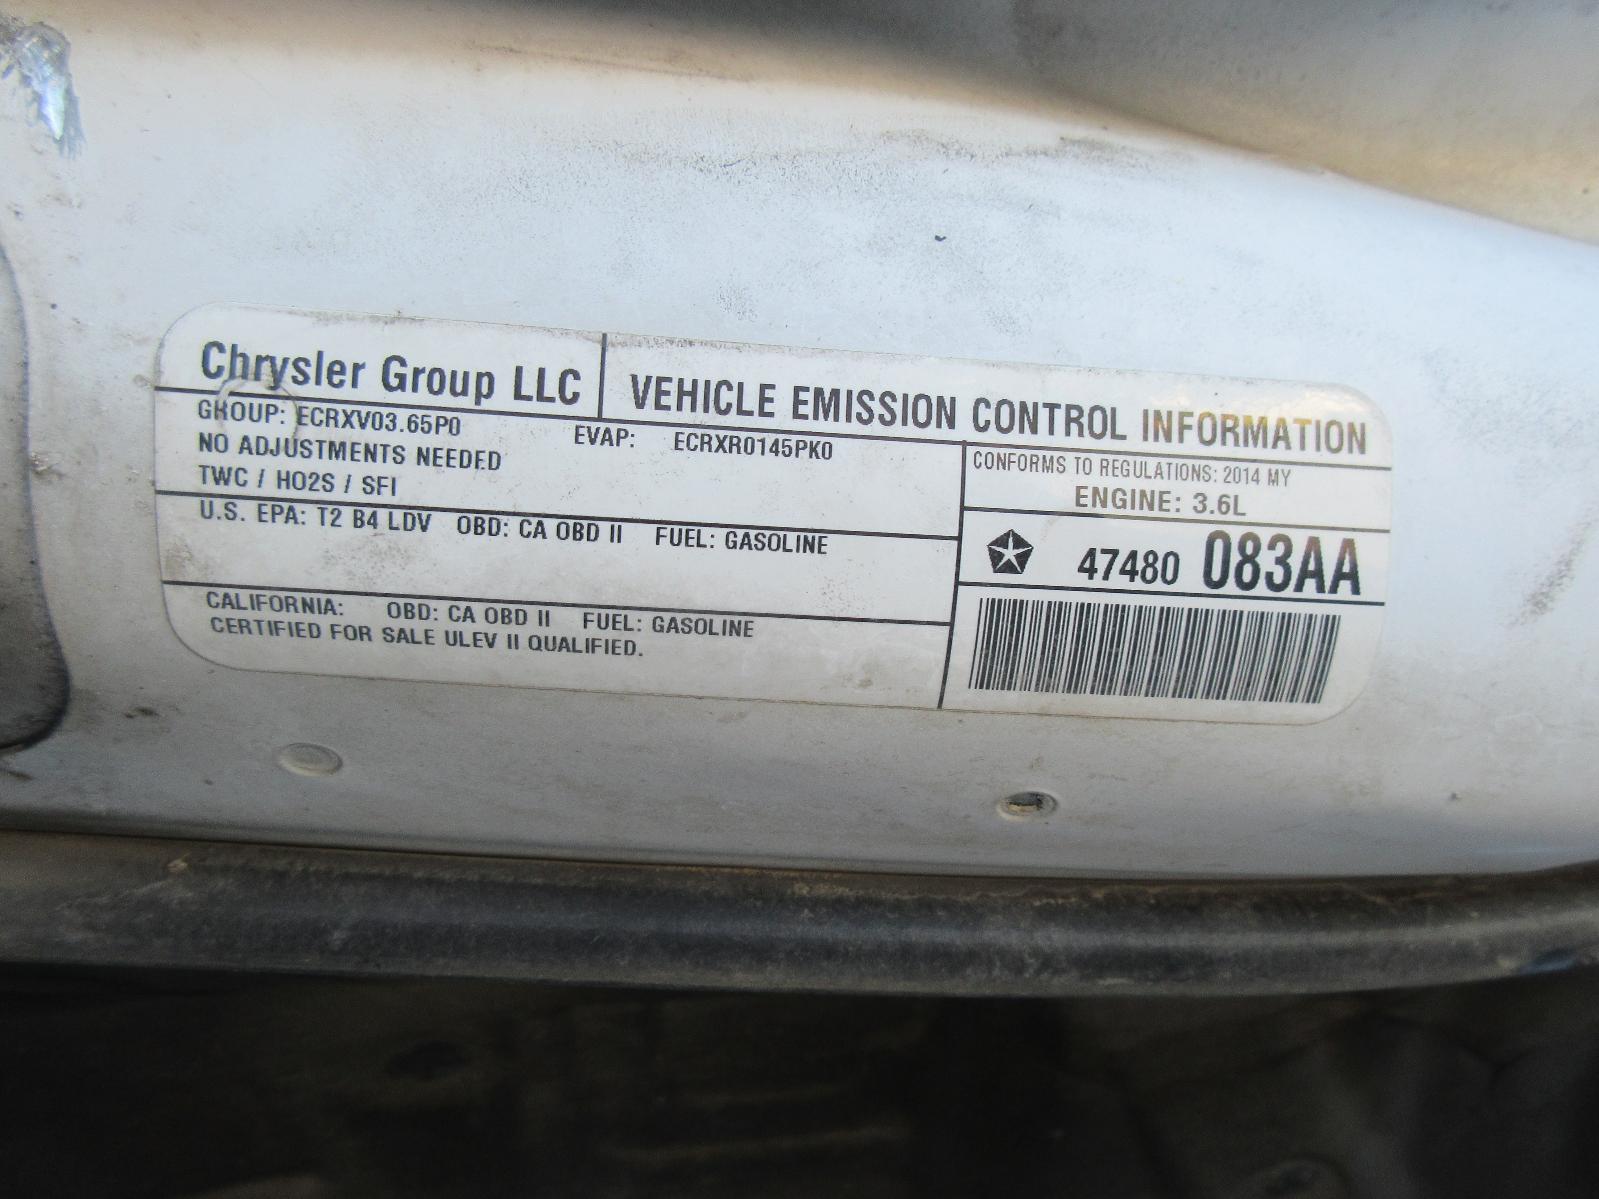 Chrysler Group LLC
VEHICLE EMISSION CONTROL INFORMATION
GROUP: ECRXV03.65P0 EVAP: ECRXR0145PK0
NO ADJUSTMENTS NEEDED
TWC / HO2S / SFI
U.S. EPA: T2 B4 LDV OBD: CA OBD II FUEL: GASOLINE
CALIFORNIA: OBD: CA OBD II FUEL: GASOLINE
CERTIFIED FOR SALE ULEV II QUALIFIED.
CONFORMS TO REGULATIONS: 2014 MY
ENGINE: 3.6L
47480 083AA